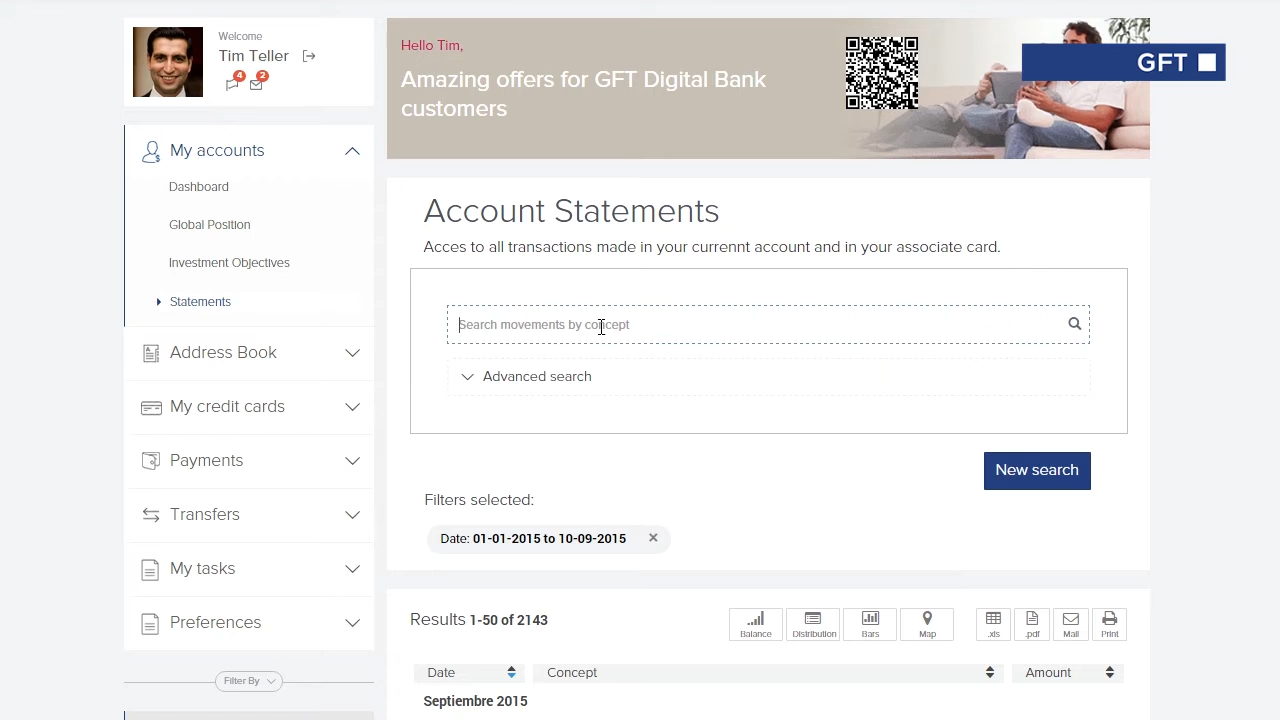 Welcome
Tim Teller
4
2
My accounts
Dashboard
Global Position
Investment Objectives
Statements
Address Book
My credit cards
Payments
Transfers
My tasks
Preferences
Filter By
Hello Tim,
Amazing offers for GFT Digital Bank
customers
GFT
Account Statements
Acces to all transactions made in your currennt account and in your associate card.
Search movements by concept
Advanced search
New search
Filters selected:
Date: 01-01-2015 to 10-09-2015
Results 1-50 of 2143
Balance
Distribution
Bars
Map
.xls
.pdf
Mail
Print
Date
Concept
Amount
Septiembre 2015